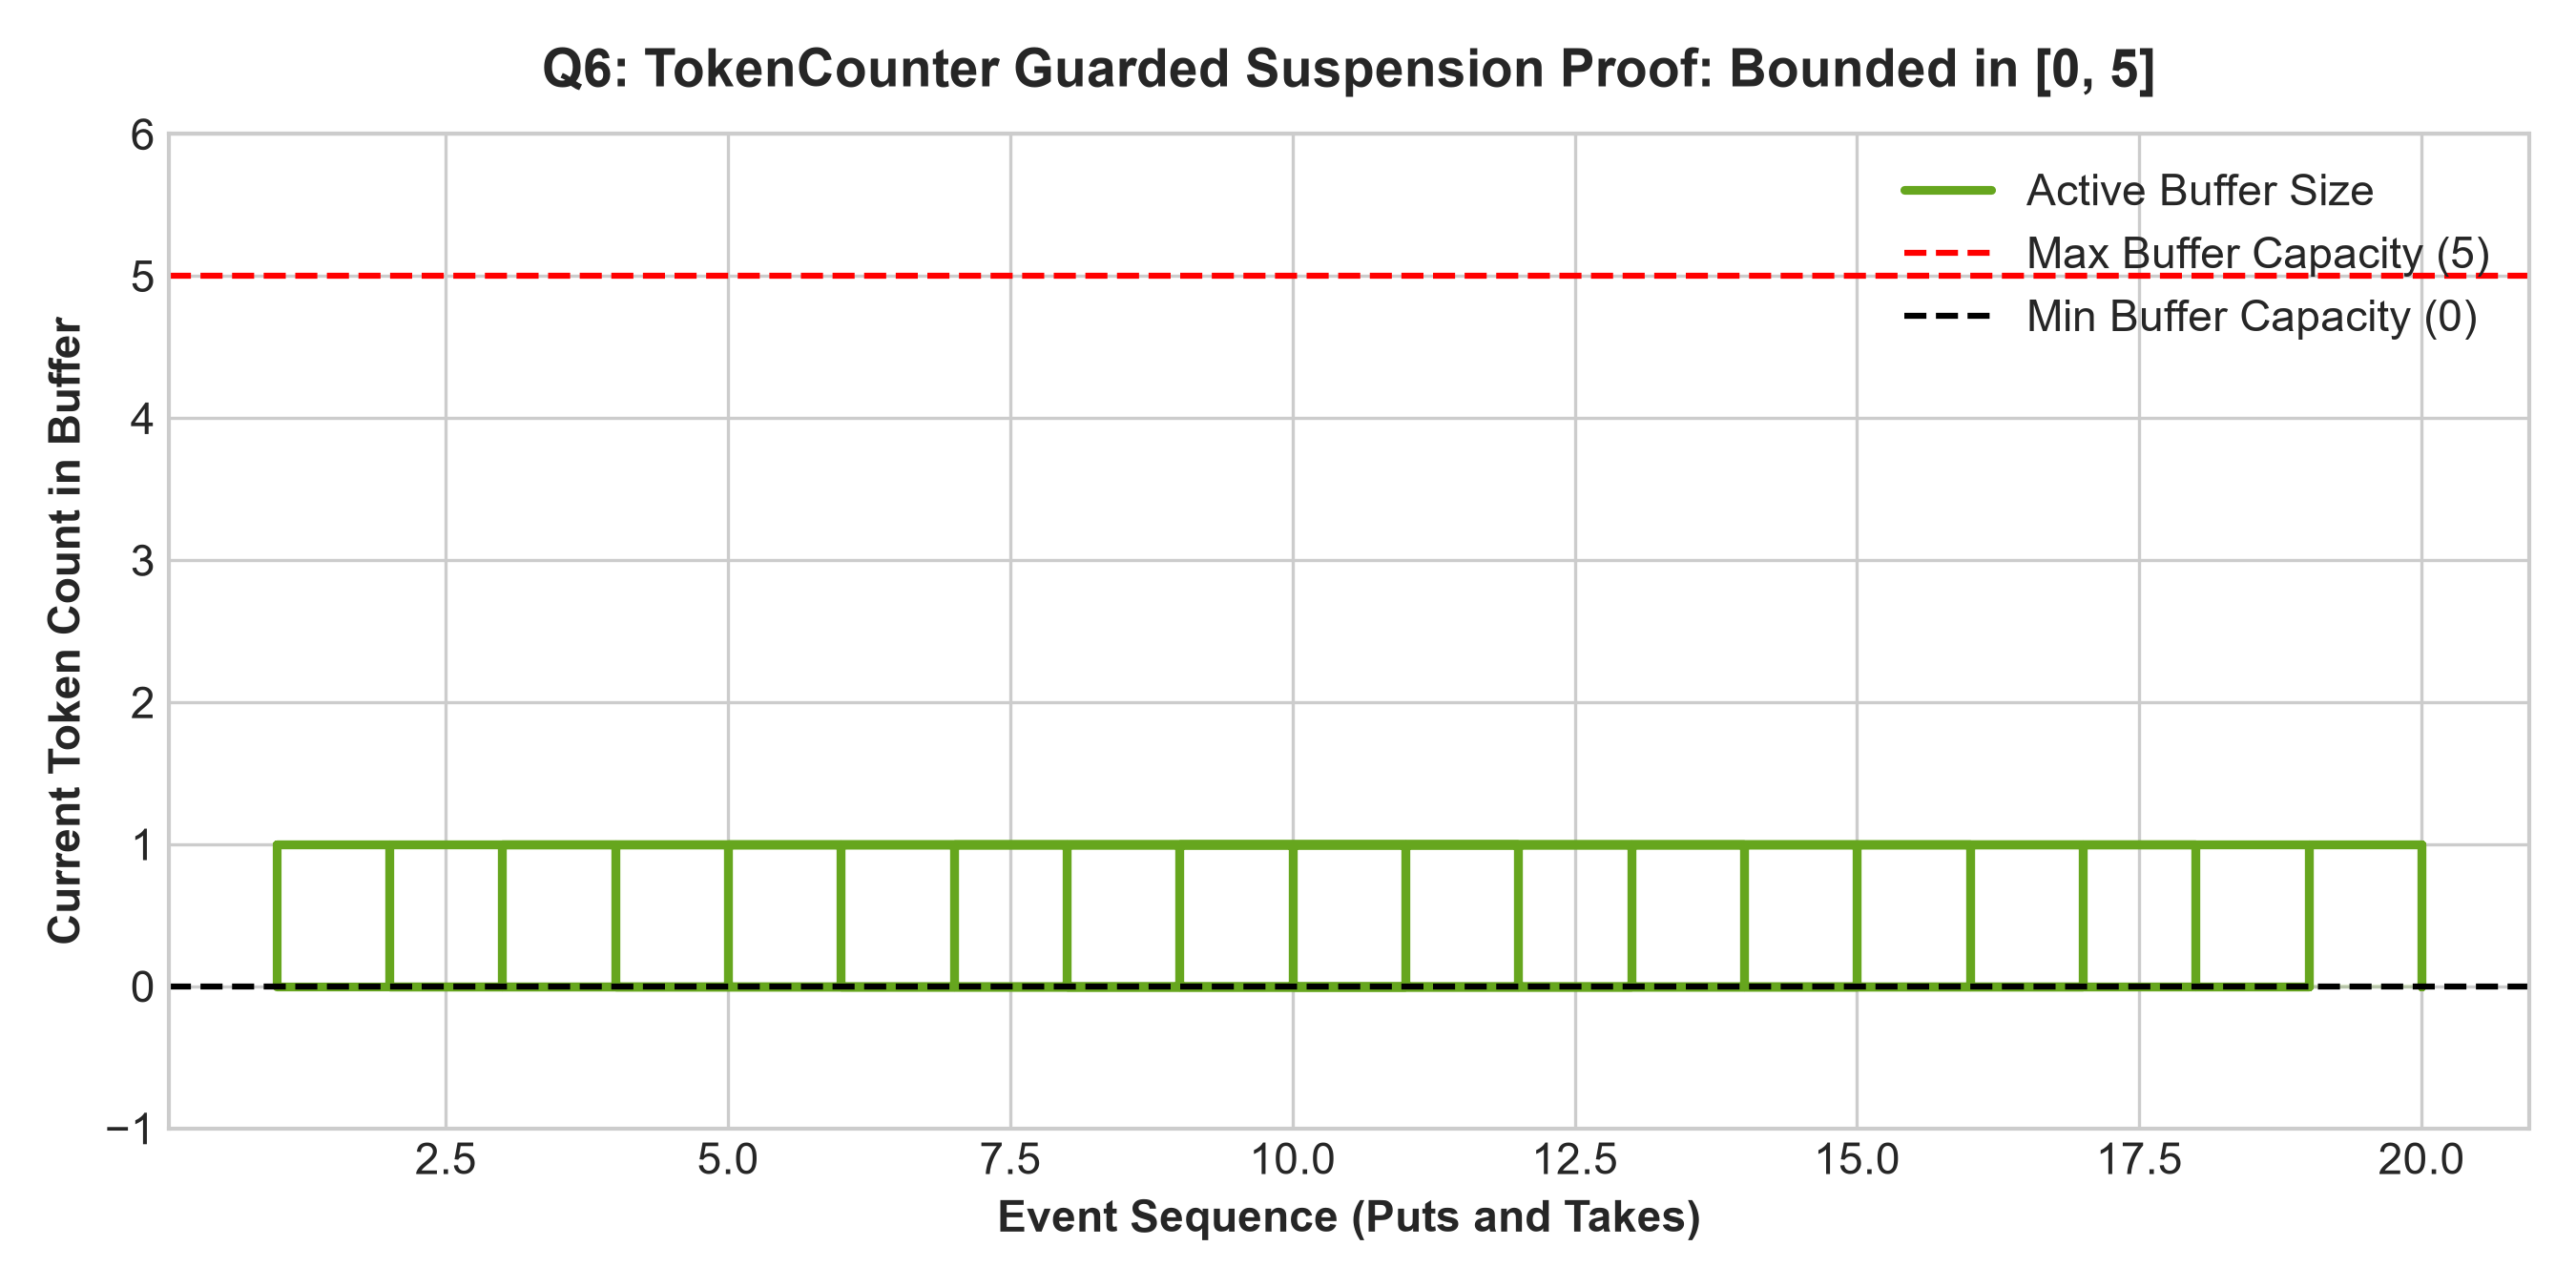 Q6: TokenCounter Guarded Suspension Proof: Bounded in [0, 5]
6
5
4
3
2
1
0
−1
Current Token Count in Buffer
Active Buffer Size
Max Buffer Capacity (5)
Min Buffer Capacity (0)
2.5 5.0 7.5 10.0 12.5 15.0 17.5 20.0
Event Sequence (Puts and Takes)